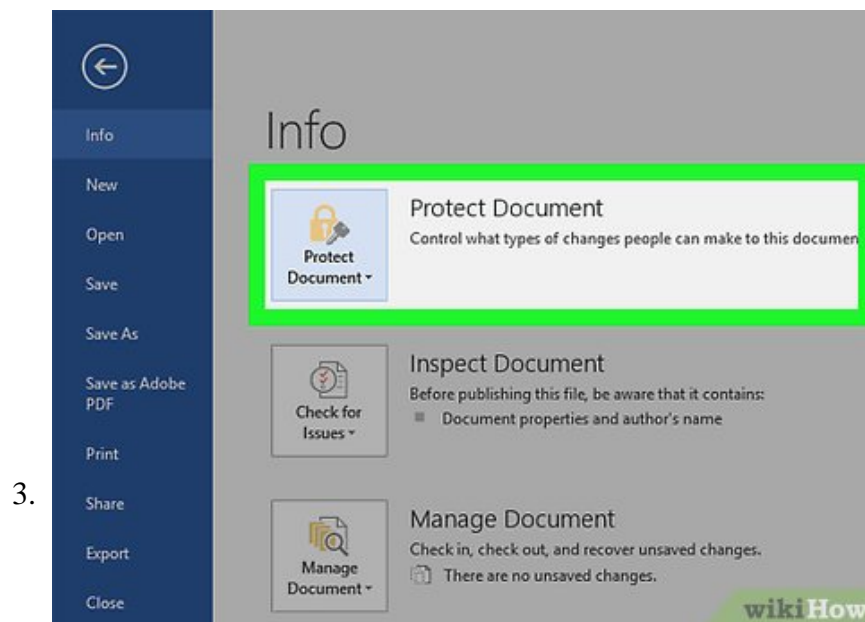 Info
New
Open
Save
Save As
Save as Adobe
PDF
Print
Share
Export
Close
3.
Info
Protect
Document
Protect Document
Control what types of changes people can make to this documen
Check for
Issues
Inspect Document
Before publishing this file, be aware that it contains:
Document properties and author's name
Manage
Document
Manage Document
Check in, check out, and recover unsaved changes.
There are no unsaved changes.
wikiHow